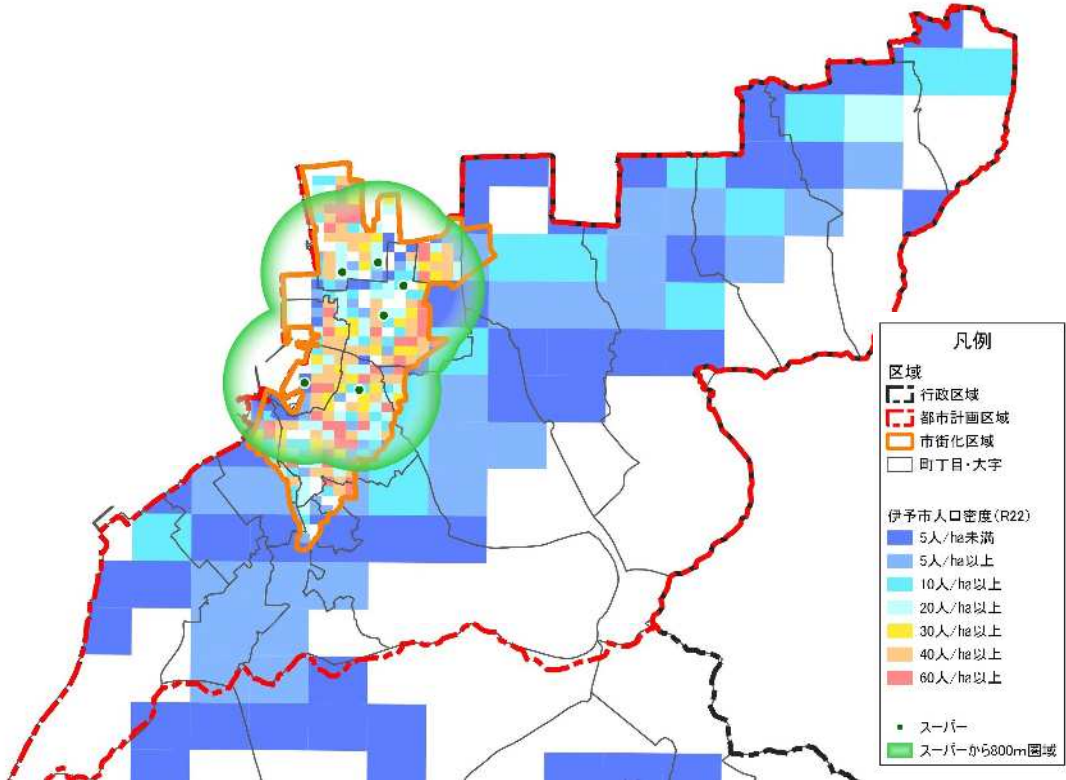 凡例
区域
行政区域
都市計画区域
市街化区域
町丁目・大字
伊予市人口密度(R22)
5人/ha未満
5人/ha以上
10人/ha以上
20人/ha以上
30人/ha以上
40人/ha以上
60人/ha以上
スーパー
スーパーから800m圏域